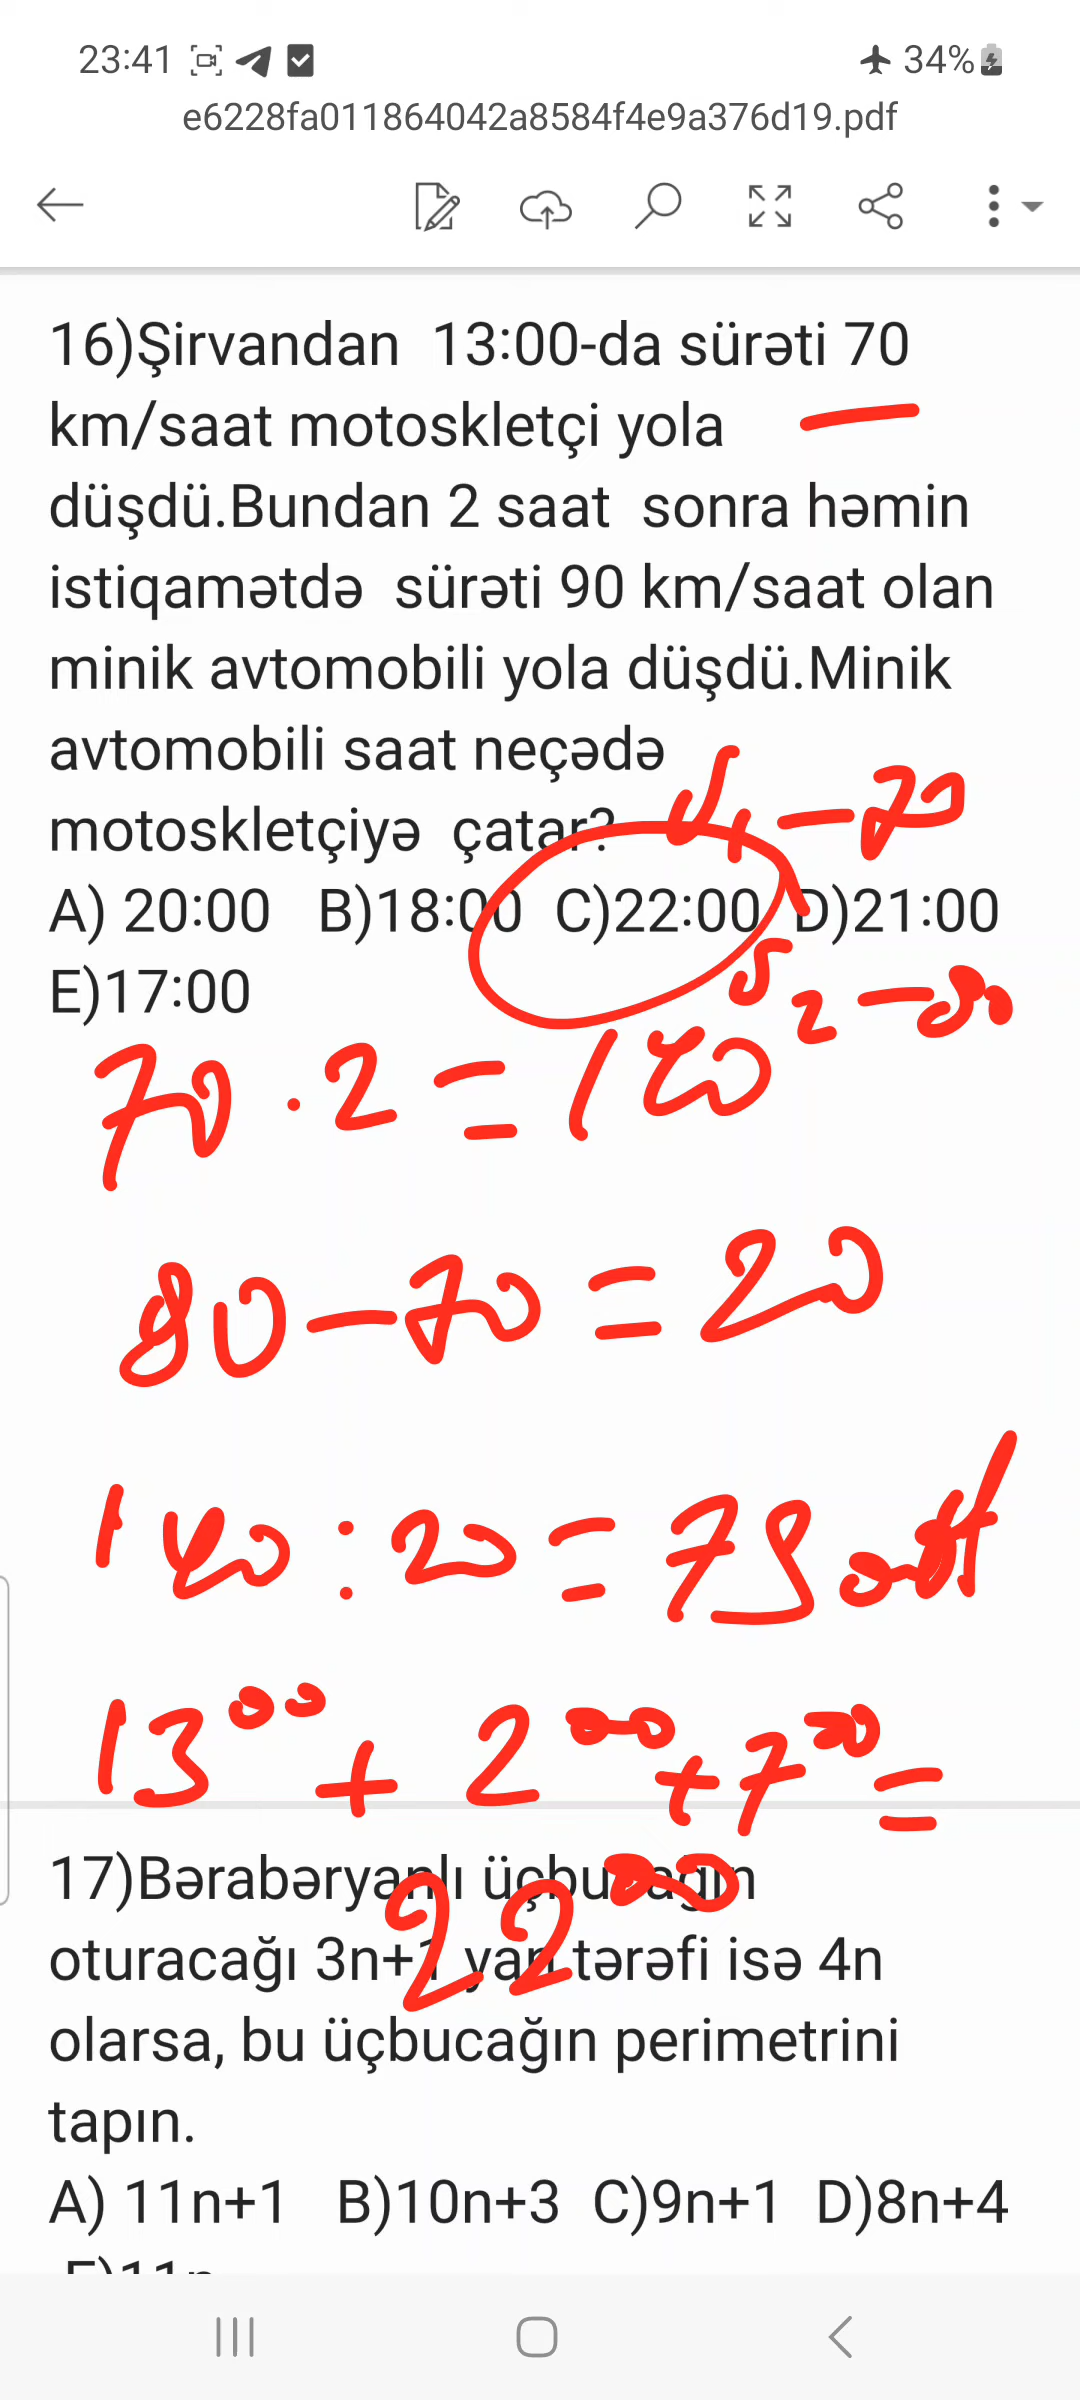 23:41 34%
e6228fa011864042a8584f4e9a376d19.pdf
16)Şirvandan 13:00-da sürəti 70
km/saat motoskletçi yola
düşdü.Bundan 2 saat sonra həmin
istiqamətdə sürəti 90 km/saat olan
minik avtomobili yola düşdü.Minik
avtomobili saat neçədə
motoskletçiyə çatar?
A) 20:00 B)18:00 C)22:00 D)21:00
E)17:00
70 · 2 = 140
90 - 70 = 20
140 : 20 = 7 saat
13⁰⁰ + 2⁰⁰ + 7⁰⁰ =
22⁰⁰
17)Bərabəryanlı üçbucağın
oturacağı 3n+1 yan tərəfi isə 4n
olarsa, bu üçbucağın perimetrini
tapın.
A) 11n+1 B)10n+3 C)9n+1 D)8n+4